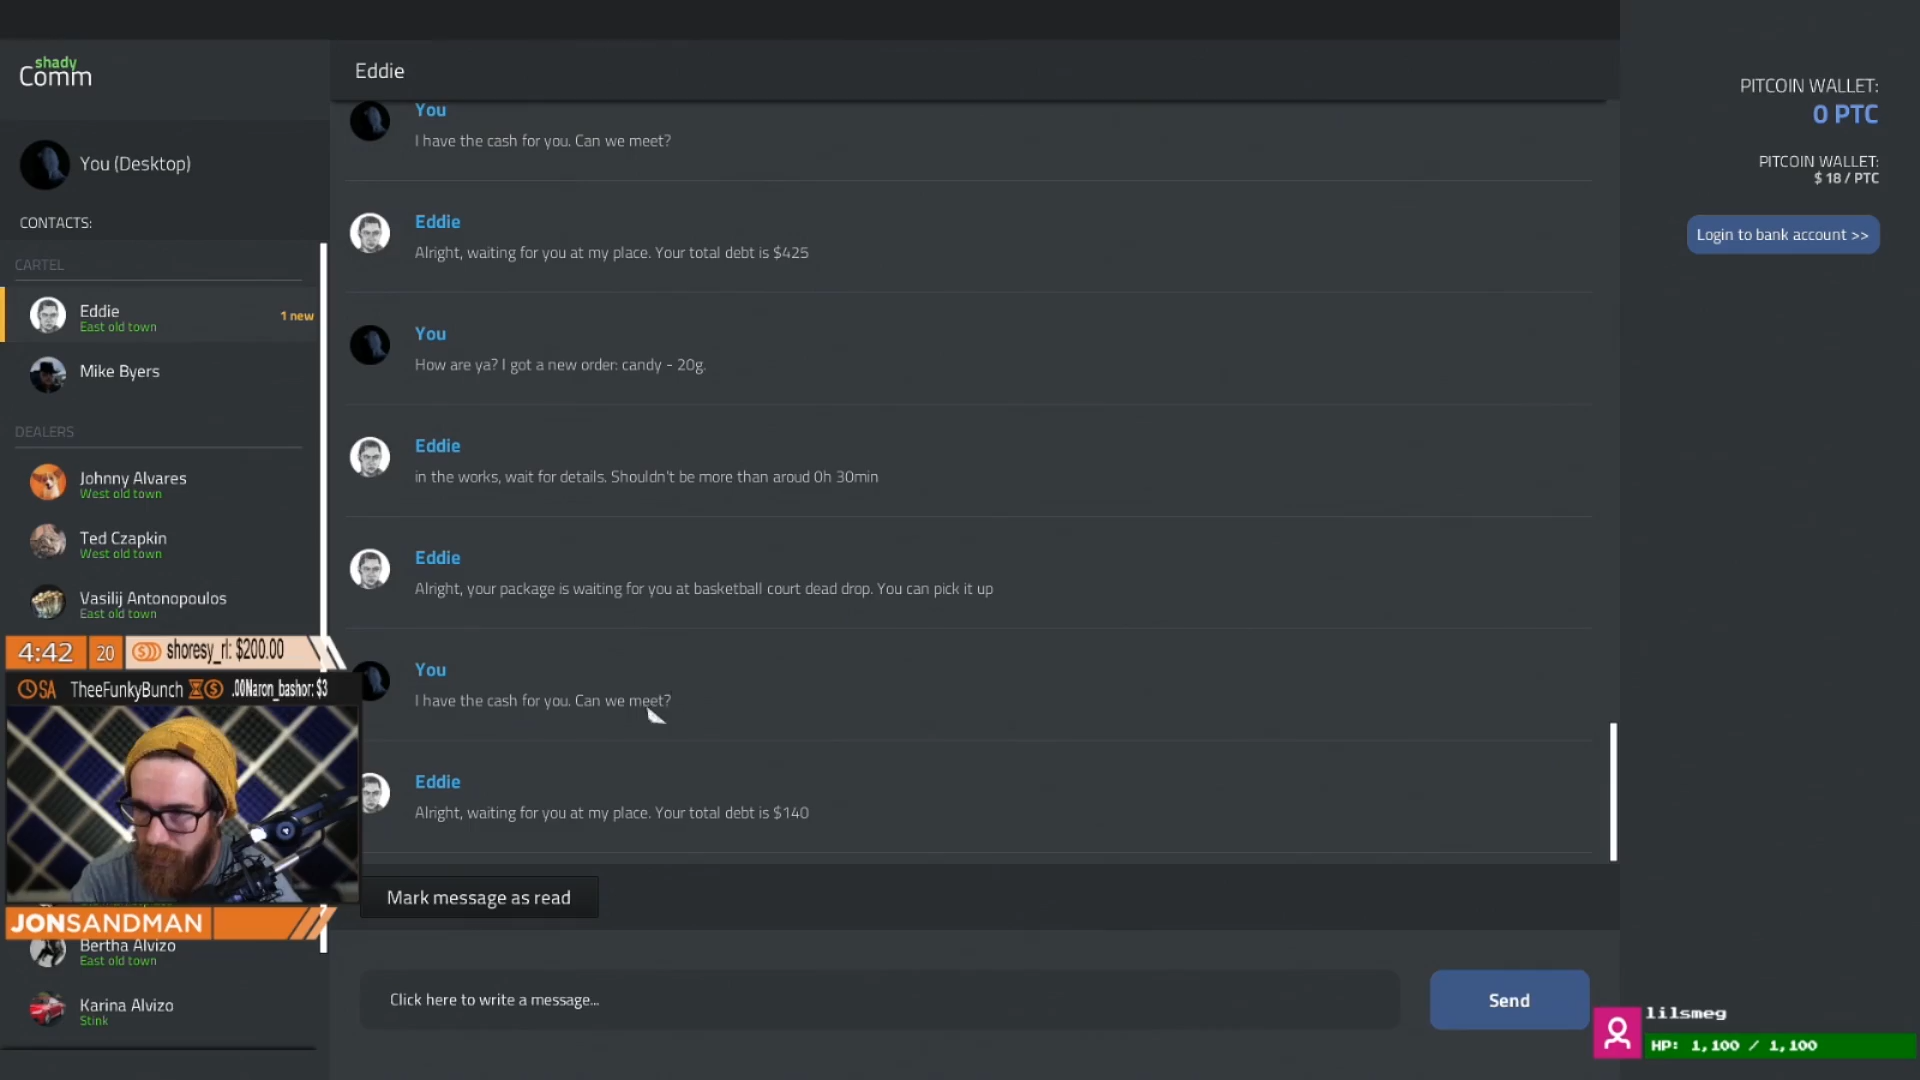 shady
Comm
You (Desktop)
CONTACTS:
CARTEL
Eddie
East old town
1 new
Mike Byers
DEALERS
Johnny Alvares
West old town
Ted Czapkin
West old town
Vasilij Antonopoulos
East old town
4:42 20 shoresy_rl: $200.00
SA TheeFunkyBunch .00Naron_bashor: $3
JONSANDMAN
Bertha Alvizo
East old town
Karina Alvizo
Stink
Eddie
You
I have the cash for you. Can we meet?
Eddie
Alright, waiting for you at my place. Your total debt is $425
You
How are ya? I got a new order: candy - 20g.
Eddie
in the works, wait for details. Shouldn't be more than aroud 0h 30min
Eddie
Alright, your package is waiting for you at basketball court dead drop. You can pick it up
You
I have the cash for you. Can we meet?
Eddie
Alright, waiting for you at my place. Your total debt is $140
Mark message as read
Click here to write a message...
Send
PITCOIN WALLET:
0 PTC
PITCOIN WALLET:
$ 18 / PTC
Login to bank account >>
lilsmeg
HP: 1,100 / 1,100